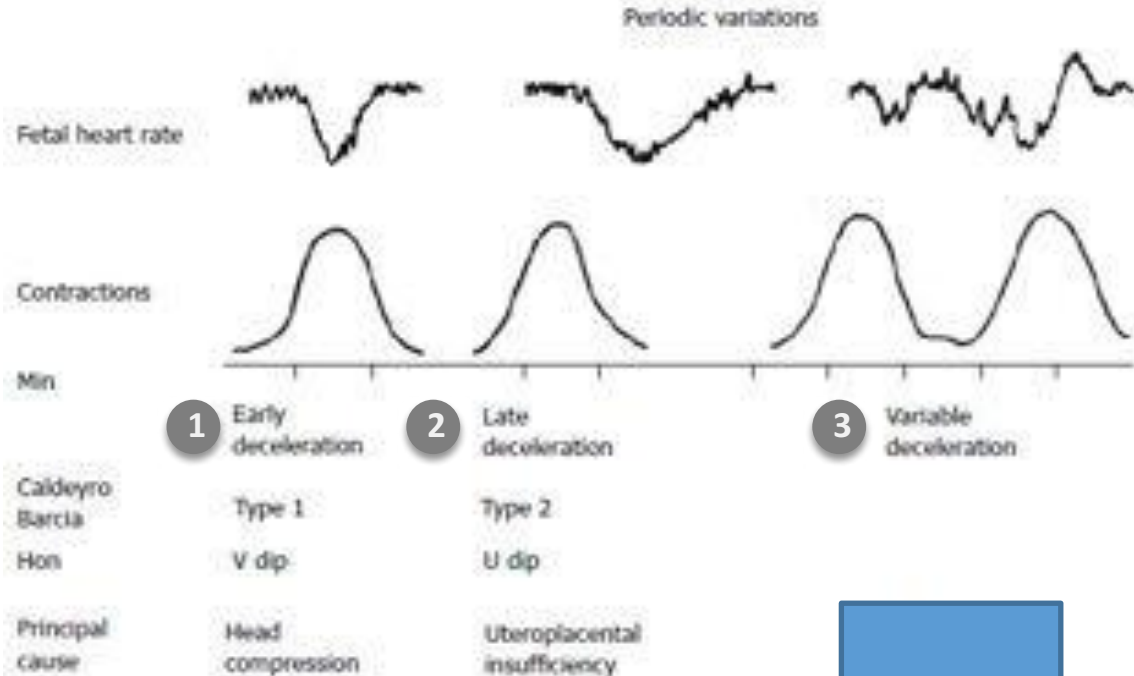 Periodic variations
Fetal heart rate
Contractions
Min
1 Early
deceleration
2 Late
deceleration
3 Variable
deceleration
Caldeyro
Barcia
Type 1
Type 2
Hon
V dip
U dip
Principal
cause
Head
compression
Uteroplacental
insufficiency